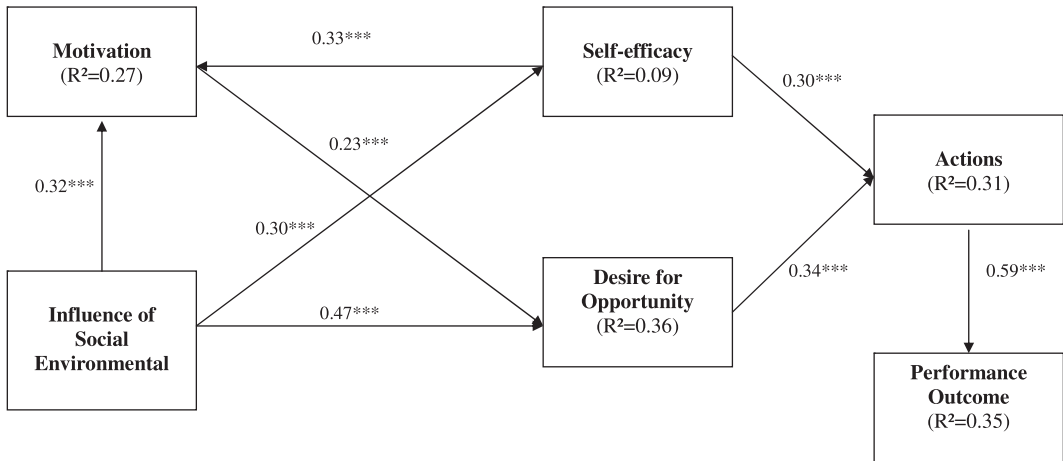 Motivation
(R²=0.27)
0.33***
Self-efficacy
(R²=0.09)
0.30***
0.23***
Actions
(R²=0.31)
0.32***
0.30***
Influence of
Social
Environmental
0.47***
Desire for
Opportunity
(R²=0.36)
0.34***
0.59***
Performance
Outcome
(R²=0.35)